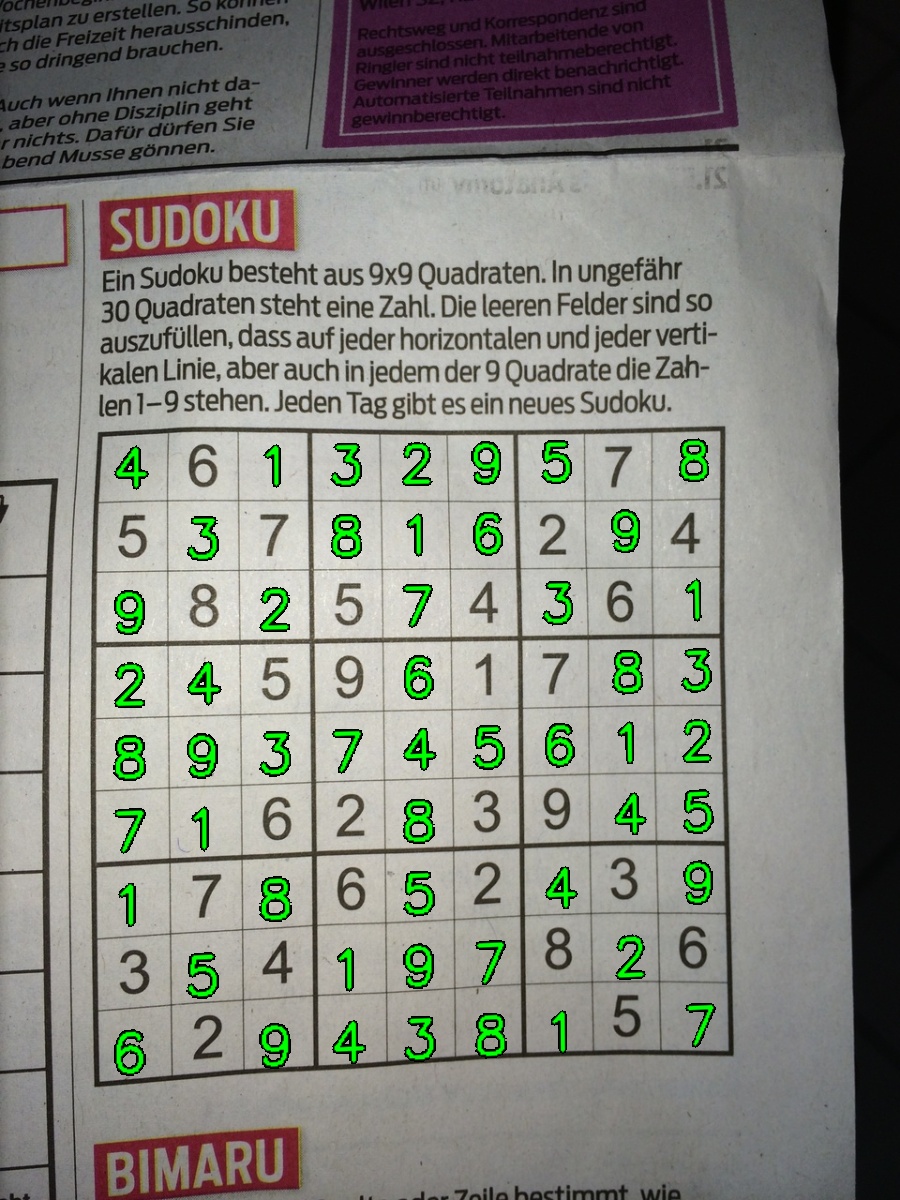 itsplan zu erstellen. So können
ch die Freizeit herausschinden,
e so dringend brauchen.
Auch wenn Ihnen nicht da-
, aber ohne Disziplin geht
r nichts. Dafür dürfen Sie
bend Musse gönnen.
Rechtsweg und Korrespondenz sind
ausgeschlossen. Mitarbeitende von
Ringier sind nicht teilnahmeberechtigt.
Gewinner werden direkt benachrichtigt.
Automatisierte Teilnahmen sind nicht
gewinnberechtigt.
SUDOKU
Ein Sudoku besteht aus 9x9 Quadraten. In ungefähr
30 Quadraten steht eine Zahl. Die leeren Felder sind so
auszufüllen, dass auf jeder horizontalen und jeder verti-
kalen Linie, aber auch in jedem der 9 Quadrate die Zah-
len 1–9 stehen. Jeden Tag gibt es ein neues Sudoku.
4 6 1 3 2 9 5 7 8
5 3 7 8 1 6 2 9 4
9 8 2 5 7 4 3 6 1
2 4 5 9 6 1 7 8 3
8 9 3 7 4 5 6 1 2
7 1 6 2 8 3 9 4 5
1 7 8 6 5 2 4 3 9
3 5 4 1 9 7 8 2 6
6 2 9 4 3 8 1 5 7
BIMARU
oder Zeile bestimmt, wie